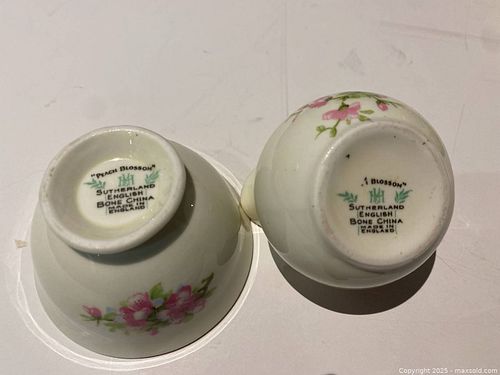 "PEACH BLOSSOM"
SUTHERLAND
ENGLISH
BONE CHINA
MADE IN
ENGLAND
BLOSSOM"
SUTHERLAND
ENGLISH
BONE CHINA
MADE IN
ENGLAND
Copyright 2025 - maxsold.com